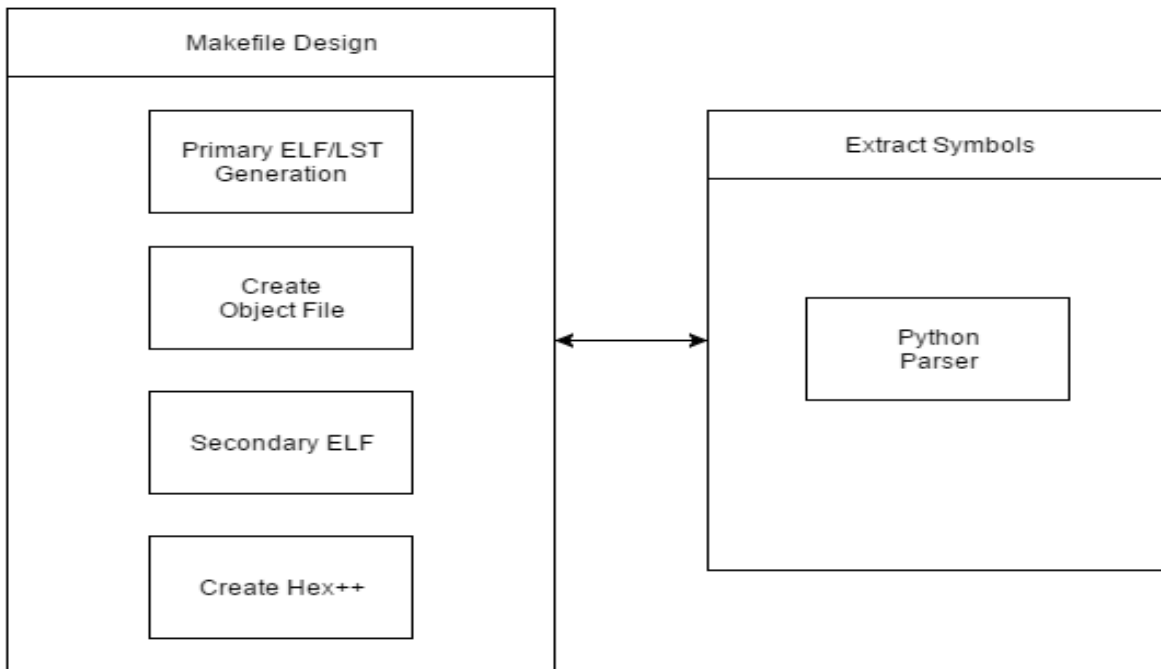 Makefile Design
Primary ELF/LST
Generation
Create
Object File
Secondary ELF
Create Hex++
Extract Symbols
Python
Parser